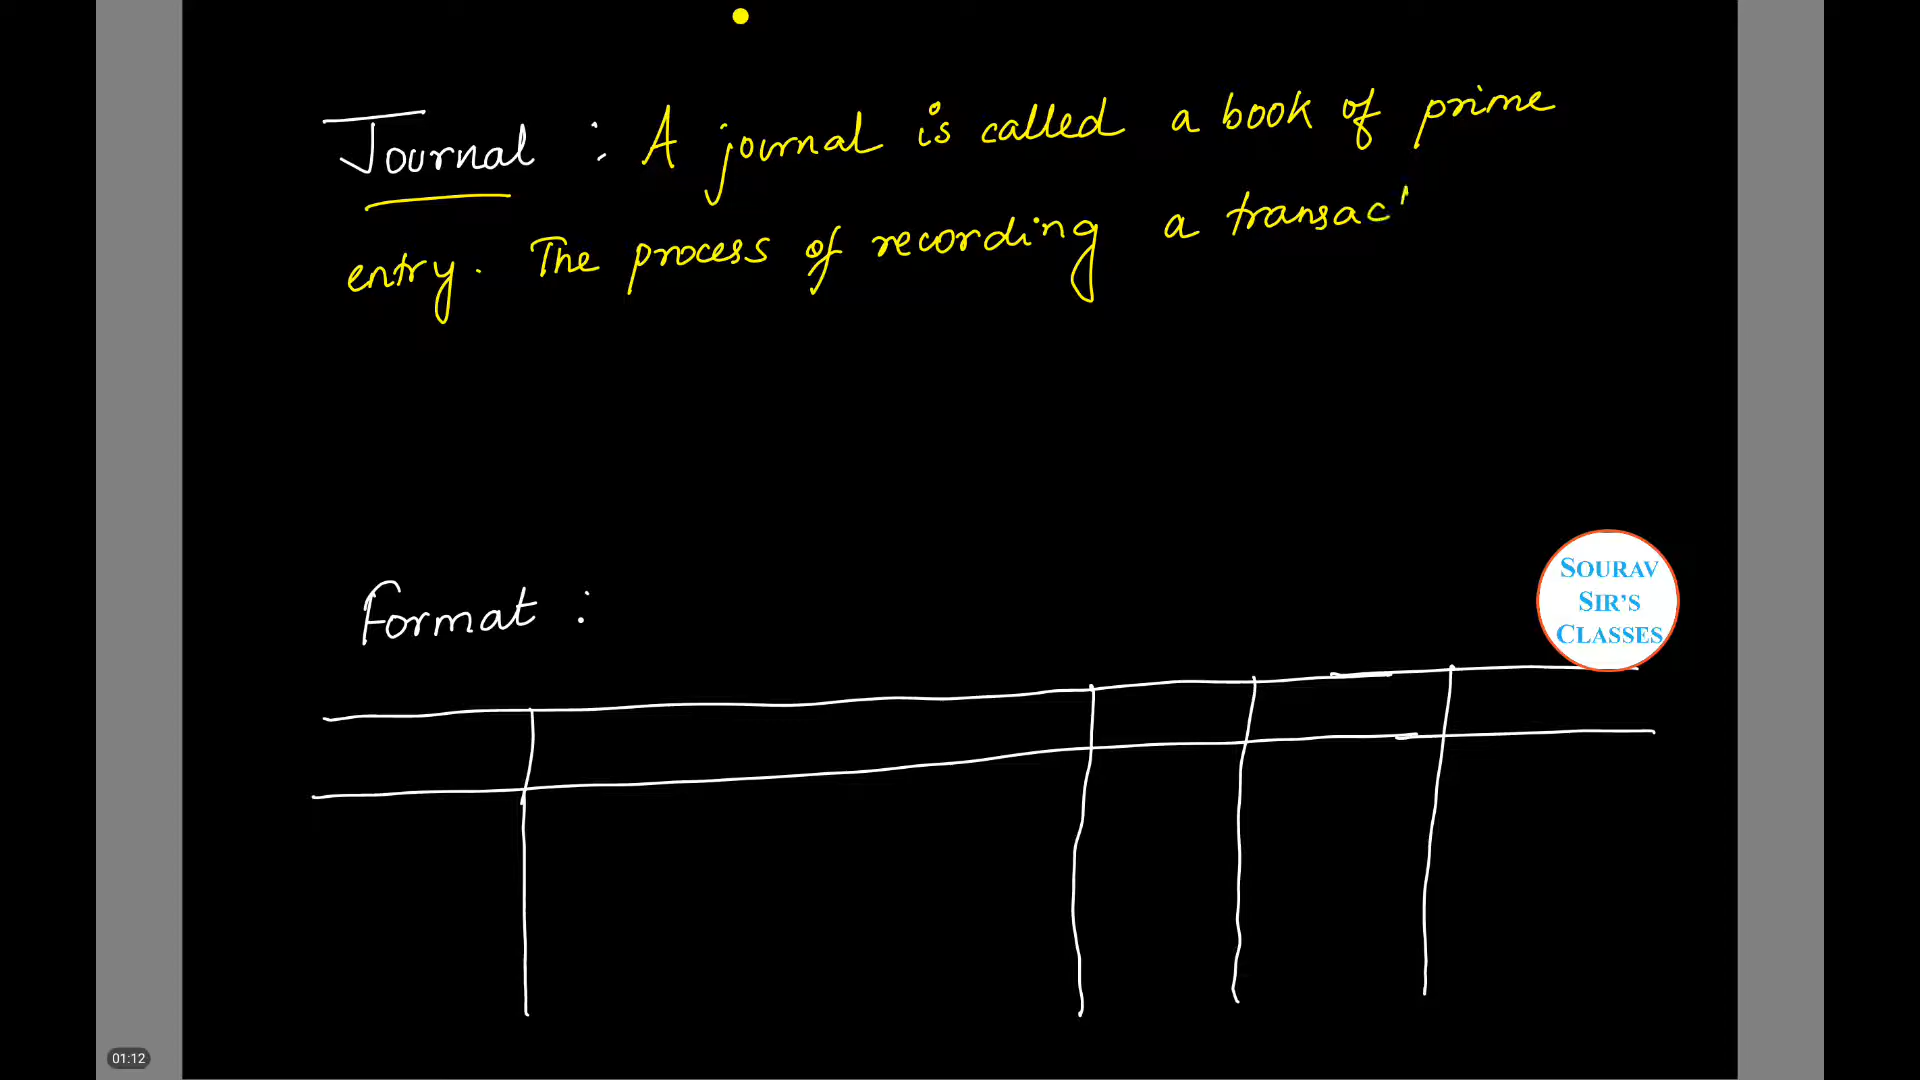 Journal : A journal is called a book of prime
entry. The process of recording a transac'
Format :
SOURAV
SIR'S
CLASSES
01:12